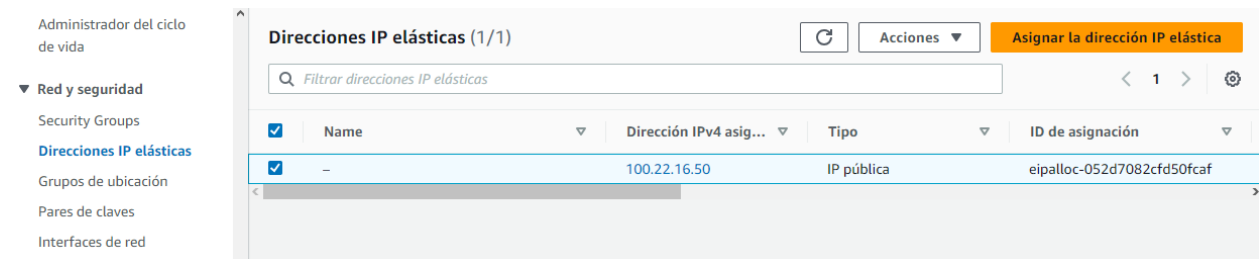 Administrador del ciclo
de vida
Red y seguridad
Security Groups
Direcciones IP elásticas
Grupos de ubicación
Pares de claves
Interfaces de red
Direcciones IP elásticas (1/1)
Acciones
Asignar la dirección IP elástica
Filtrar direcciones IP elásticas
1
Name
Dirección IPv4 asig...
Tipo
ID de asignación
–
100.22.16.50
IP pública
eipalloc-052d7082cfd50fcaf